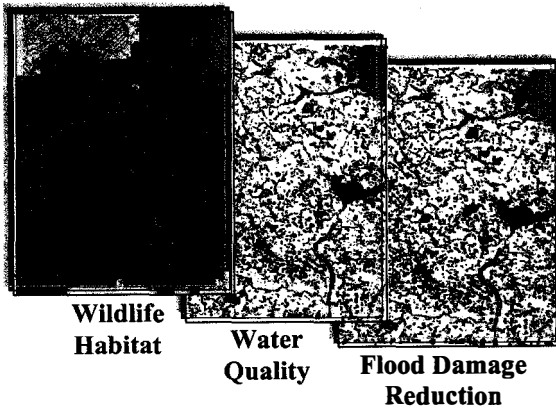 Wildlife
Habitat
Water
Quality
Flood Damage
Reduction